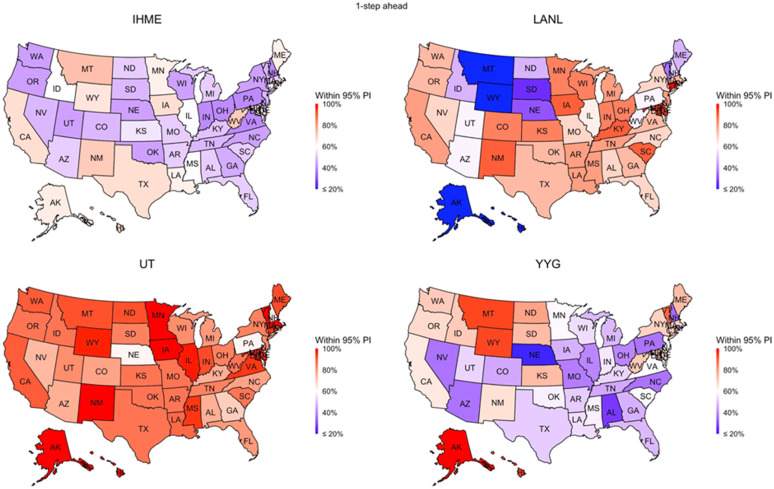 1-step ahead
IHME
LANL
WA
MT
ND
MN
ME
OR
ID
SD
WI
MI
NY
WY
IA
NE
PA
NV
UT
CO
IL
IN
OH
WV
VA
CA
KS
MO
KY
NC
TN
AZ
NM
OK
AR
SC
MS
AL
GA
TX
LA
FL
AK
Within 95% PI
100%
80%
60%
40%
≤ 20%
WA
MT
ND
MN
ME
OR
ID
SD
WI
MI
NY
WY
IA
NE
PA
NV
UT
CO
IL
IN
OH
WV
VA
CA
KS
MO
KY
NC
TN
AZ
NM
OK
AR
SC
MS
AL
GA
TX
LA
FL
AK
Within 95% PI
100%
80%
60%
40%
≤ 20%
UT
YYG
WA
MT
ND
MN
ME
OR
ID
SD
WI
MI
NY
WY
IA
NE
PA
NV
UT
CO
IL
IN
OH
WV
VA
CA
KS
MO
KY
NC
TN
AZ
NM
OK
AR
SC
MS
AL
GA
TX
LA
FL
AK
Within 95% PI
100%
80%
60%
40%
≤ 20%
WA
MT
ND
MN
ME
OR
ID
SD
WI
MI
NY
WY
IA
NE
PA
NV
UT
CO
IL
IN
OH
WV
VA
CA
KS
MO
KY
NC
TN
AZ
NM
OK
AR
SC
MS
AL
GA
TX
LA
FL
AK
Within 95% PI
100%
80%
60%
40%
≤ 20%